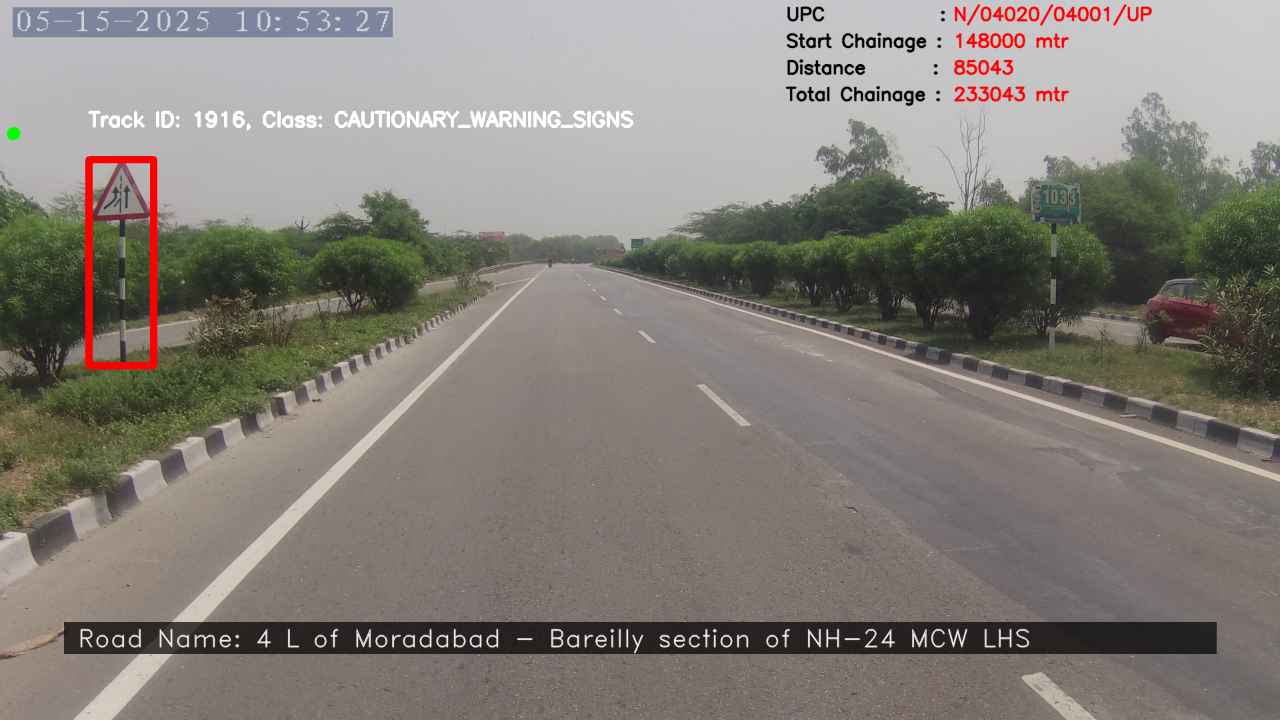 05-15-2025 10:53:27
UPC : N/04020/04001/UP
Start Chainage : 148000 mtr
Distance : 85043
Total Chainage : 233043 mtr
Track ID: 1916, Class: CAUTIONARY_WARNING_SIGNS
1033
Road Name: 4 L of Moradabad - Bareilly section of NH-24 MCW LHS